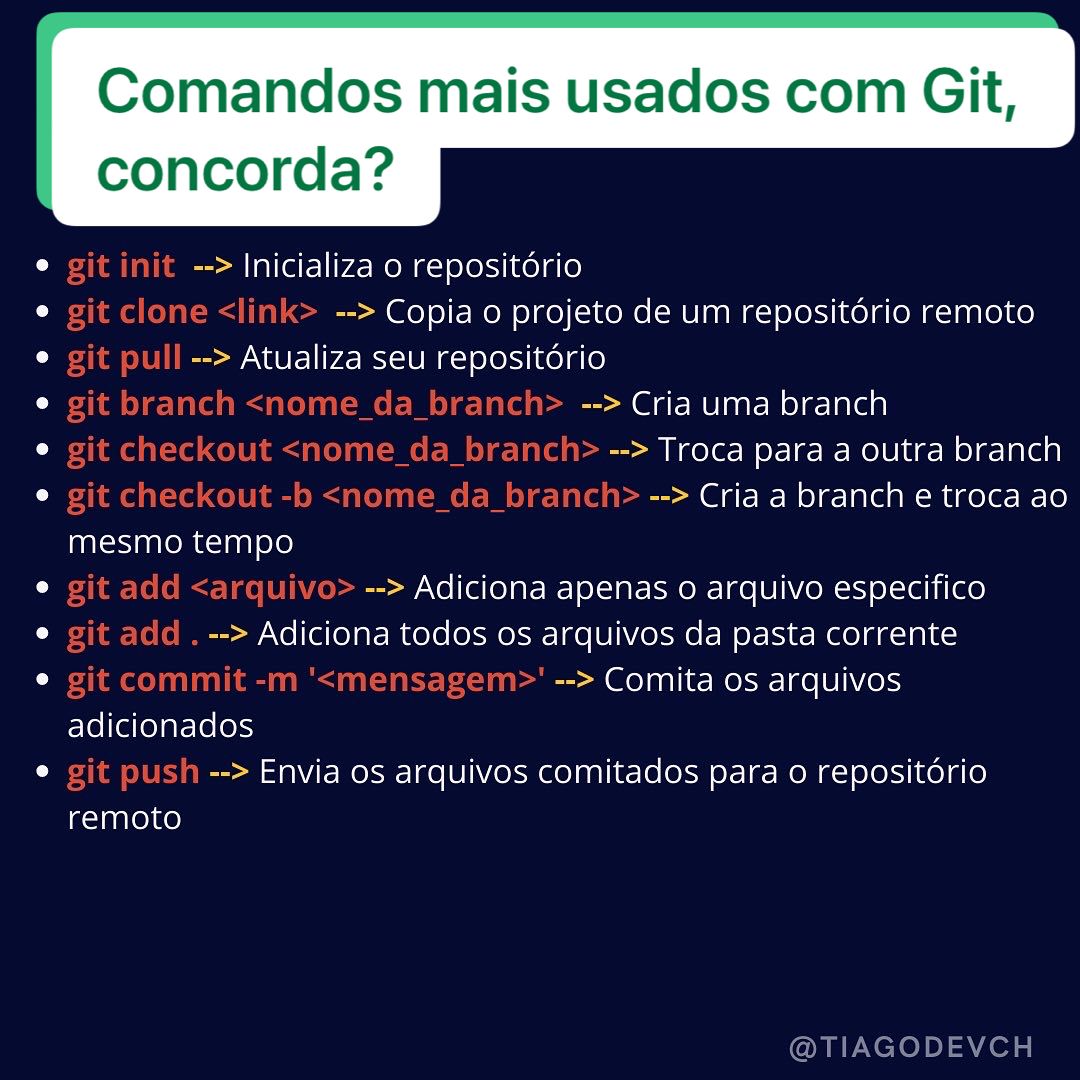 Comandos mais usados com Git,
concorda?
• git init --> Inicializa o repositório
• git clone <link> --> Copia o projeto de um repositório remoto
• git pull --> Atualiza seu repositório
• git branch <nome_da_branch> --> Cria uma branch
• git checkout <nome_da_branch> --> Troca para a outra branch
• git checkout -b <nome_da_branch> --> Cria a branch e troca ao
mesmo tempo
• git add <arquivo> --> Adiciona apenas o arquivo especifico
• git add . --> Adiciona todos os arquivos da pasta corrente
• git commit -m '<mensagem>' --> Comita os arquivos
adicionados
• git push --> Envia os arquivos comitados para o repositório
remoto
@TIAGODEVCH